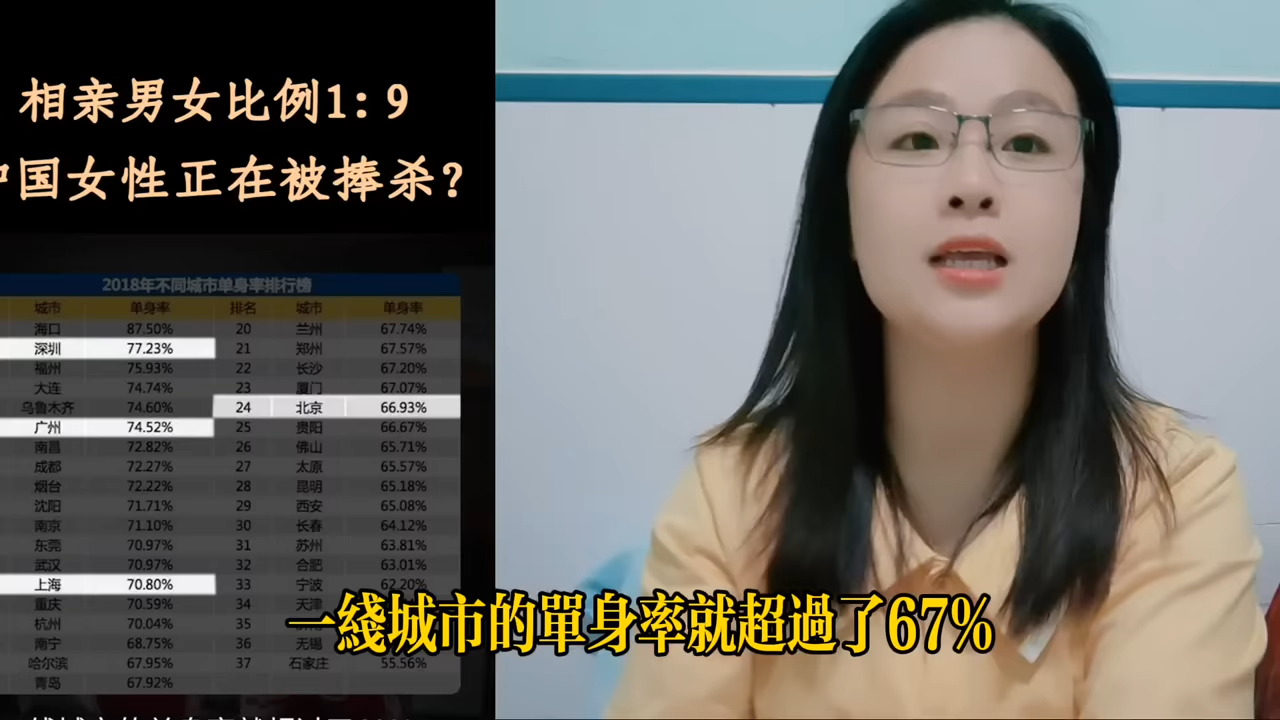 相亲男女比例1:9
中国女性正在被捧杀?
2018年不同城市单身率排行榜
城市 单身率 排名 城市 单身率
海口 87.50% 20 兰州 67.74%
深圳 77.23% 21 郑州 67.57%
福州 75.93% 22 长沙 67.20%
大连 74.74% 23 厦门 67.07%
乌鲁木齐 74.60% 24 北京 66.93%
广州 74.52% 25 贵阳 66.67%
南昌 72.82% 26 佛山 65.71%
成都 72.27% 27 太原 65.57%
烟台 72.22% 28 昆明 65.18%
沈阳 71.71% 29 西安 65.08%
南京 71.10% 30 长春 64.12%
东莞 70.97% 31 苏州 63.81%
武汉 70.97% 32 合肥 63.01%
上海 70.80% 33 宁波 62.20%
重庆 70.59% 34 天津
杭州 70.04% 35
南宁 68.75% 36 无锡
哈尔滨 67.95% 37 石家庄 55.56%
青岛 67.92%
一綫城市的單身率就超過了67%